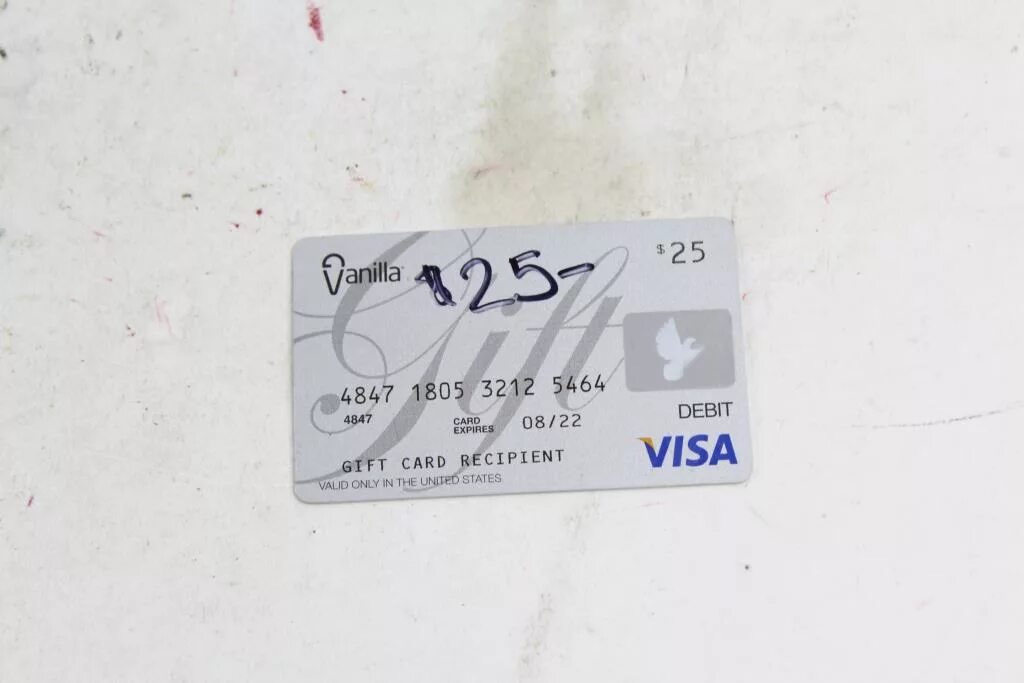 Vanilla
$25-
$25
Gift
4847 1805 3212 5464
4847
CARD EXPIRES 08/22
DEBIT
VISA
GIFT CARD RECIPIENT
VALID ONLY IN THE UNITED STATES